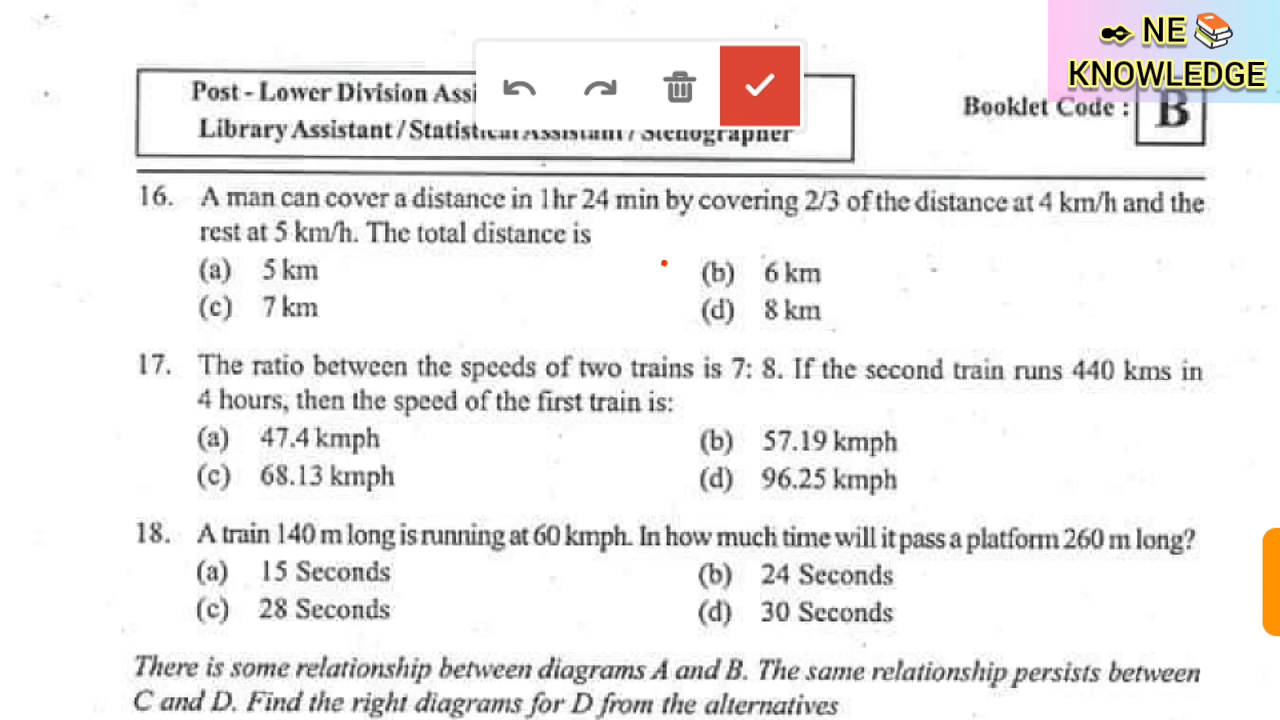 NE
KNOWLEDGE
Post - Lower Division
Library Assistant / Statistical Assistant / Stenographer
Booklet Code : B
16. A man can cover a distance in 1hr 24 min by covering 2/3 of the distance at 4 km/h and the
rest at 5 km/h. The total distance is
(a) 5 km (b) 6 km
(c) 7 km (d) 8 km
17. The ratio between the speeds of two trains is 7: 8. If the second train runs 440 kms in
4 hours, then the speed of the first train is:
(a) 47.4 kmph (b) 57.19 kmph
(c) 68.13 kmph (d) 96.25 kmph
18. A train 140 m long is running at 60 kmph. In how much time will it pass a platform 260 m long?
(a) 15 Seconds (b) 24 Seconds
(c) 28 Seconds (d) 30 Seconds
There is some relationship between diagrams A and B. The same relationship persists between
C and D. Find the right diagrams for D from the alternatives